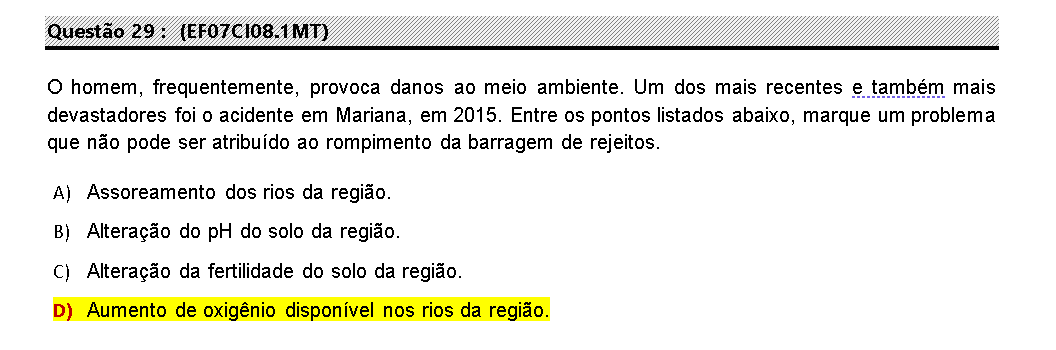 Questão 29 : (EF07CI08.1MT)
O homem, frequentemente, provoca danos ao meio ambiente. Um dos mais recentes e também mais
devastadores foi o acidente em Mariana, em 2015. Entre os pontos listados abaixo, marque um problema
que não pode ser atribuído ao rompimento da barragem de rejeitos.
A) Assoreamento dos rios da região.
B) Alteração do pH do solo da região.
C) Alteração da fertilidade do solo da região.
D) Aumento de oxigênio disponível nos rios da região.